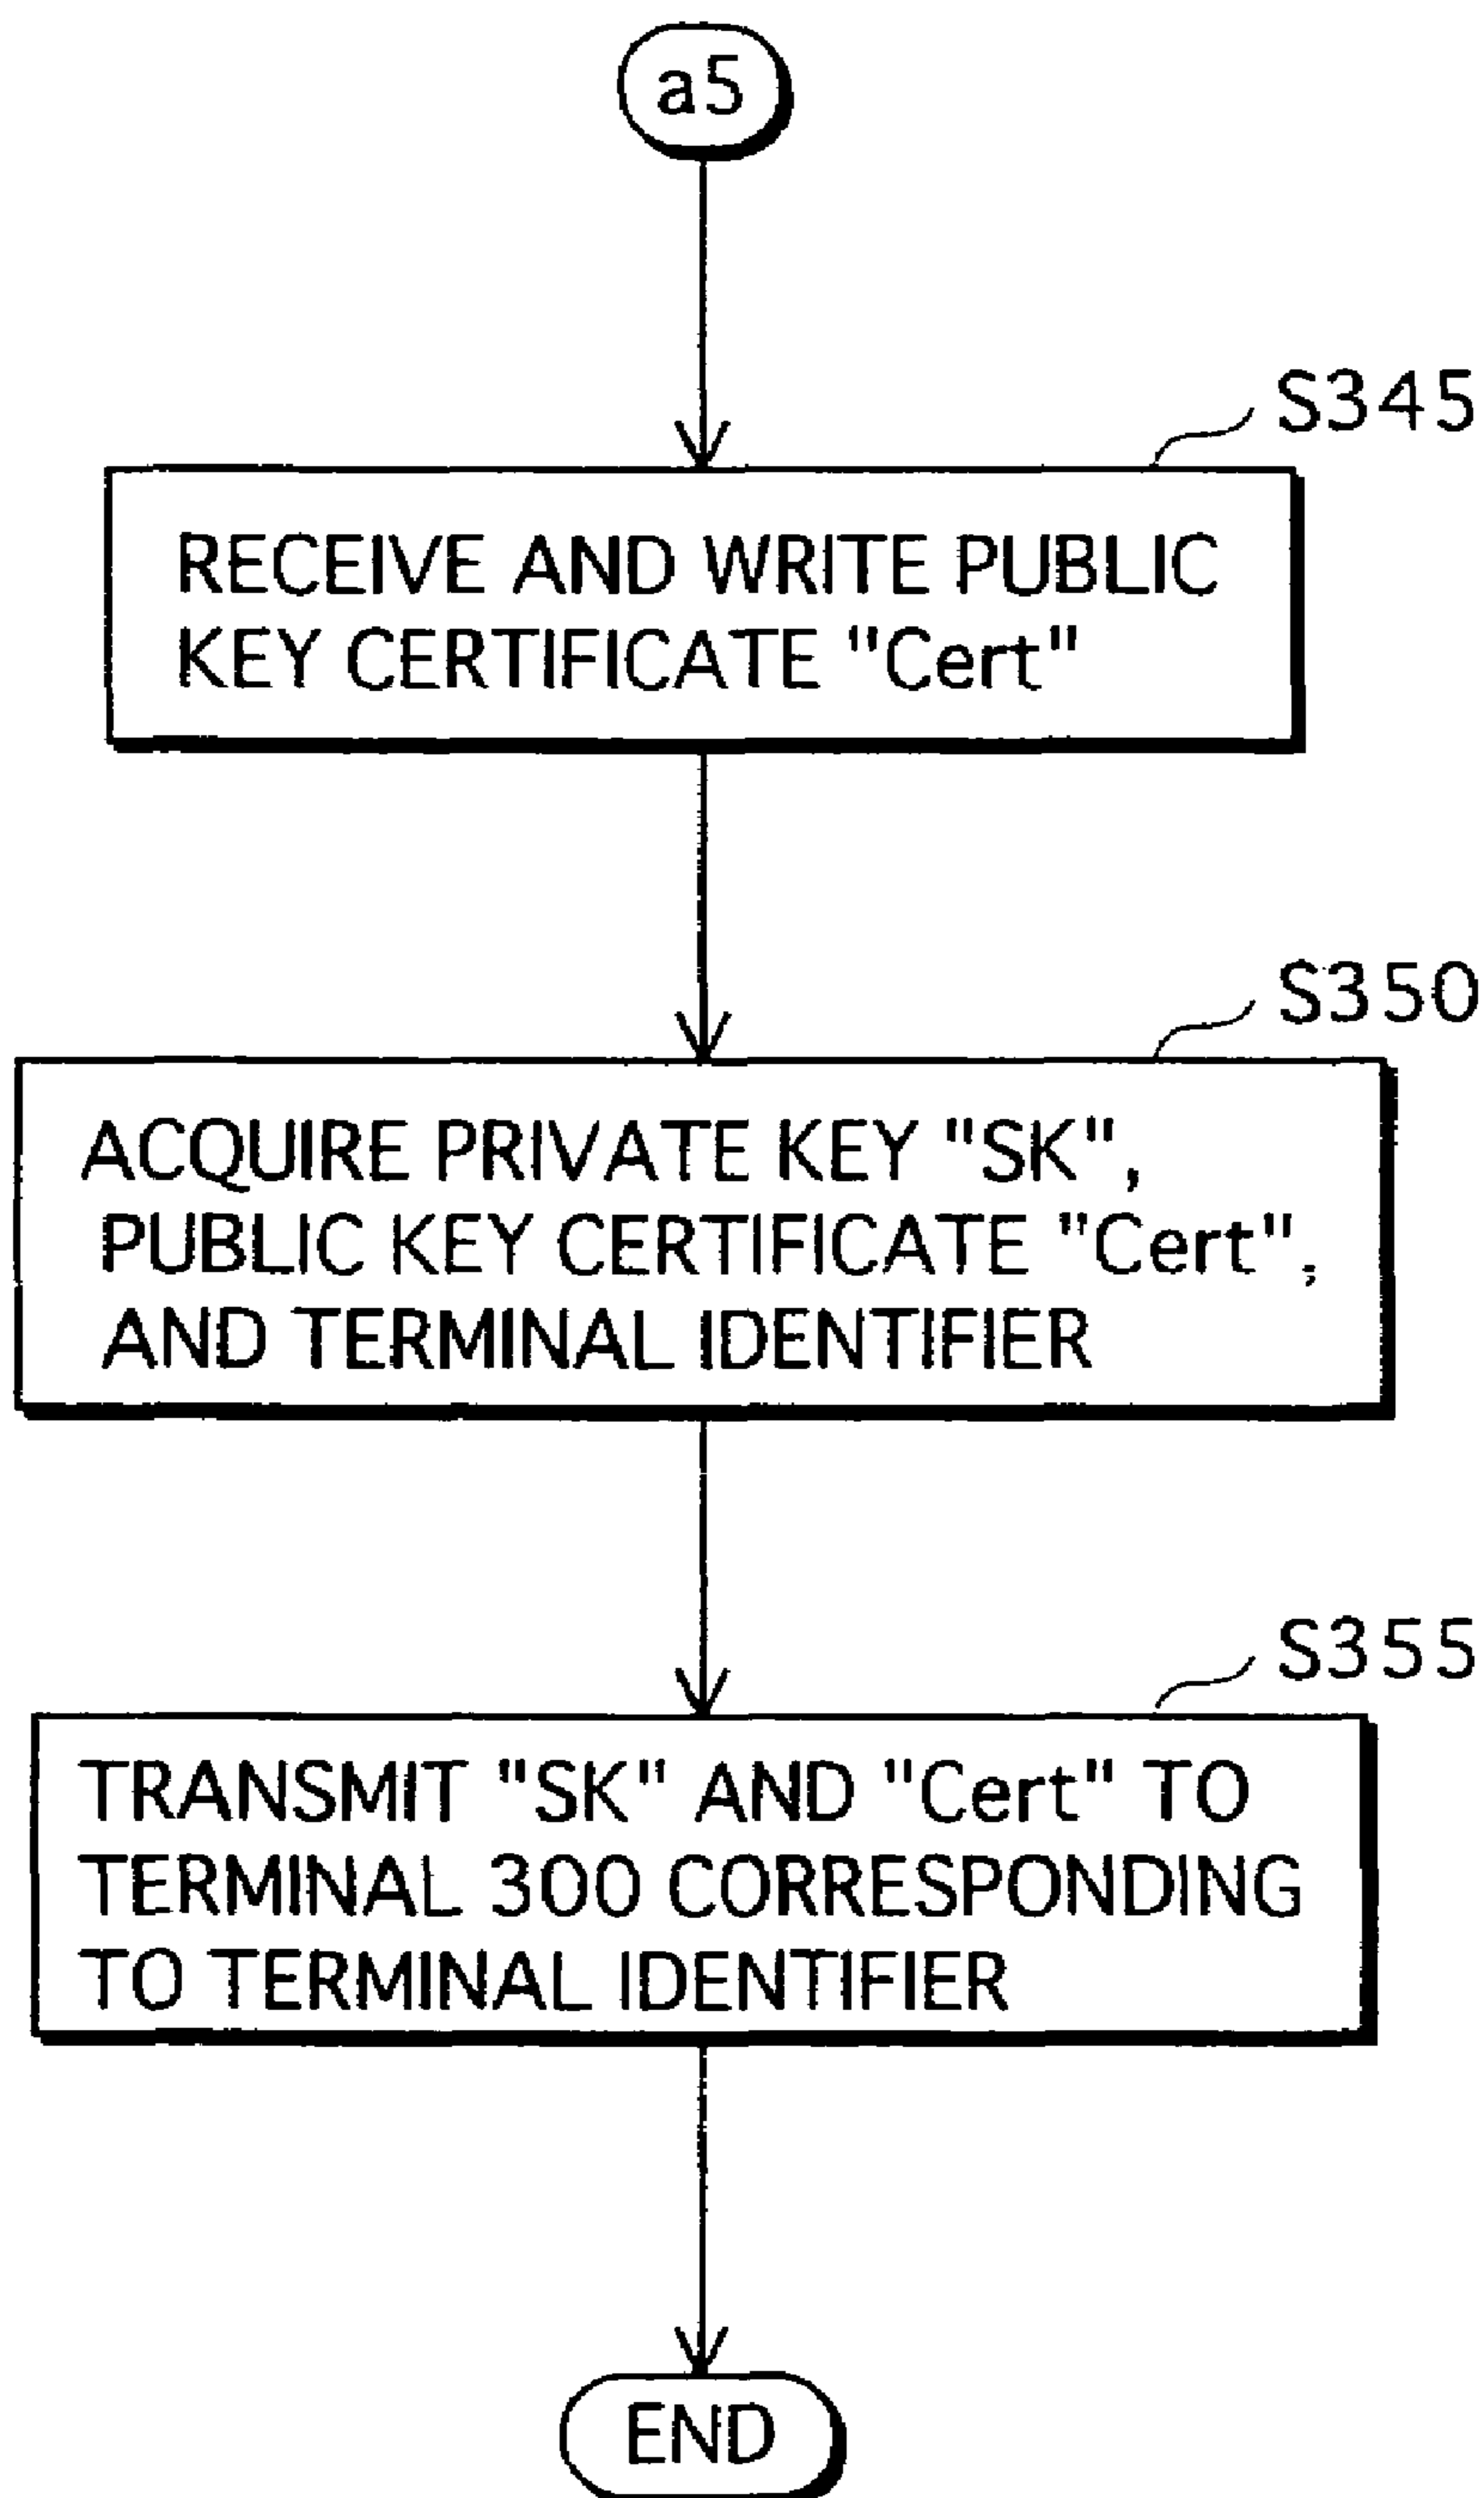 a5
S345
RECEIVE AND WRITE PUBLIC
KEY CERTIFICATE "Cert"
S350
ACQUIRE PRIVATE KEY "SK",
PUBLIC KEY CERTIFICATE "Cert",
AND TERMINAL IDENTIFIER
S355
TRANSMIT "SK" AND "Cert" TO
TERMINAL 300 CORRESPONDING
TO TERMINAL IDENTIFIER
END